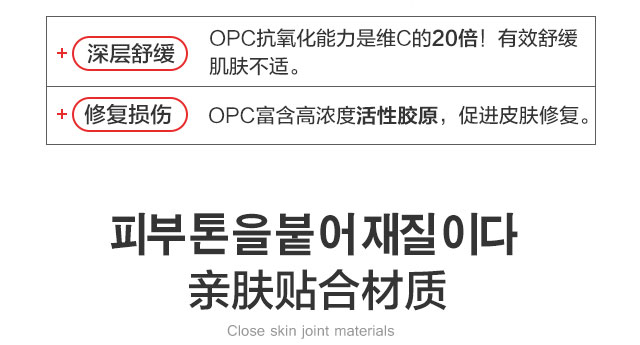 + 深层舒缓
OPC抗氧化能力是维C的20倍！有效舒缓
肌肤不适。
+ 修复损伤
OPC富含高浓度活性胶原，促进皮肤修复。
피부톤을붙어재질이다
亲肤贴合材质
Close skin joint materials